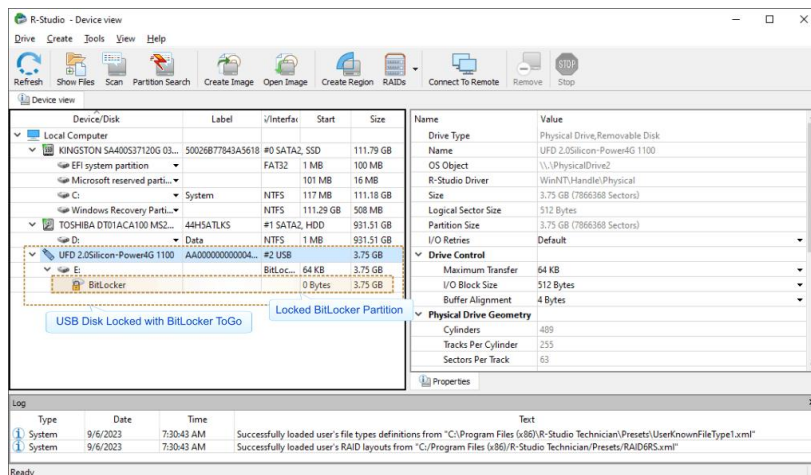 R-Studio - Device view
Drive Create Tools View Help
Refresh Show Files Scan Partition Search Create Image Open Image Create Region RAIDs Connect To Remote Remove Stop
Device view
Device/Disk Label Start Size
Local Computer
KINGSTON SA400S37120G 03... 50026B77843A5618 #0 SATA2, SSD 111.79 GB
EFI system partition FAT32 1 MB 100 MB
Microsoft reserved parti... 101 MB 16 MB
C: System NTFS 117 MB 111.18 GB
Windows Recovery Parti... NTFS 111.29 GB 508 MB
TOSHIBA DT01ACA100 MS2... 44H5ATLKS #1 SATA2, HDD 931.51 GB
D: Data NTFS 1 MB 931.51 GB
UFD 2.0Silicon-Power4G 1100 AA000000000004... #2 USB 3.75 GB
E: BitLoc... 64 KB 3.75 GB
BitLocker 0 Bytes 3.75 GB
USB Disk Locked with BitLocker ToGo
Locked BitLocker Partition
Name Value
Drive Type Physical Drive,Removable Disk
Name UFD 2.0Silicon-Power4G 1100
OS Object \\.\PhysicalDrive2
R-Studio Driver WinNT\Handle\Physical
Size 3.75 GB (7866368 Sectors)
Logical Sector Size 512 Bytes
Partition Size 3.75 GB (7866368 Sectors)
I/O Retries Default
Drive Control
Maximum Transfer 64 KB
I/O Block Size 512 Bytes
Buffer Alignment 4 Bytes
Physical Drive Geometry
Cylinders 489
Tracks Per Cylinder 255
Sectors Per Track 63
Properties
Log
Type Date Time Text
System 9/6/2023 7:30:43 AM Successfully loaded user's file types definitions from "C:\Program Files (x86)\R-Studio Technician\Presets\UserKnownFileType1.xml"
System 9/6/2023 7:30:43 AM Successfully loaded user's RAID layouts from "C:/Program Files (x86)/R-Studio Technician/Presets/RAID6RS.xml"
Ready